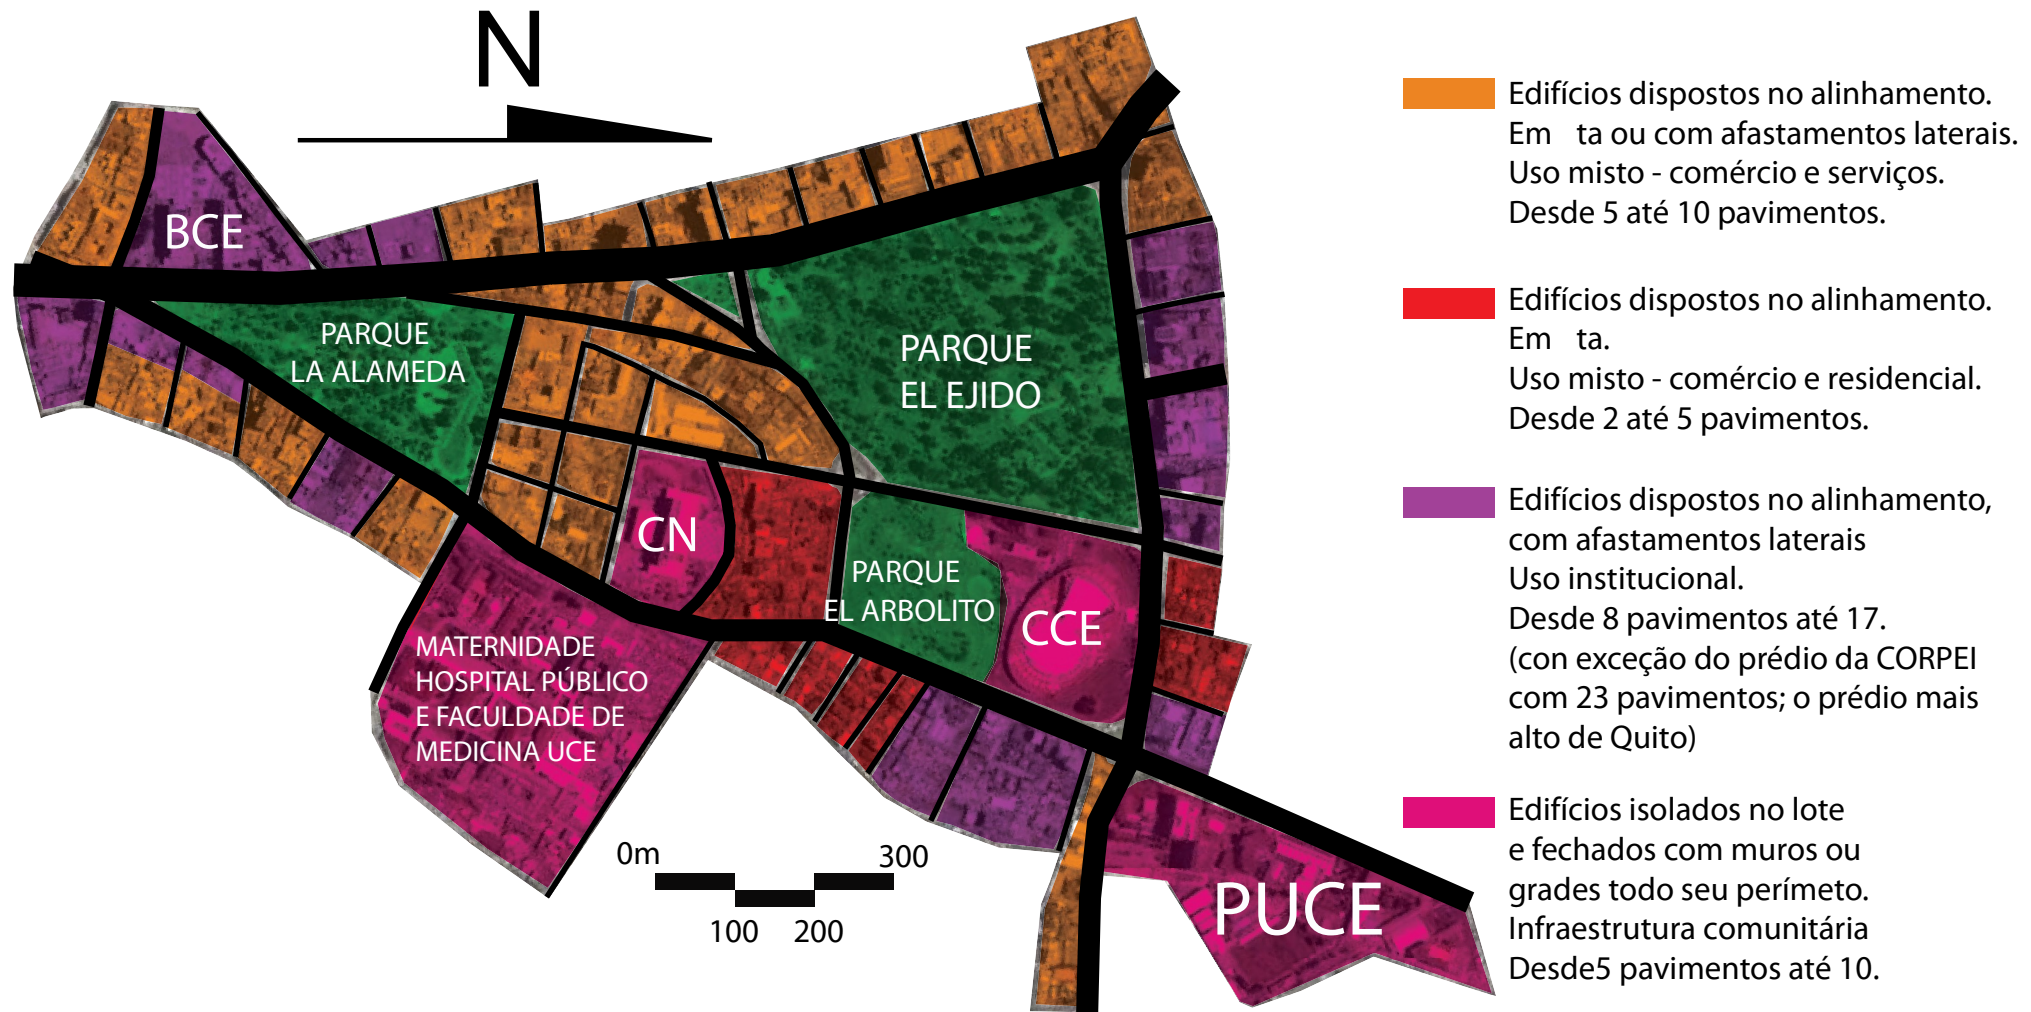 N
BCE
PARQUE
LA ALAMEDA
PARQUE
EL EJIDO
CN
PARQUE
EL ARBOLITO
CCE
MATERNIDADE
HOSPITAL PÚBLICO
E FACULDADE DE
MEDICINA UCE
PUCE
0m
300
100
200
Edifícios dispostos no alinhamento.
Em ta ou com afastamentos laterais.
Uso misto - comércio e serviços.
Desde 5 até 10 pavimentos.
Edifícios dispostos no alinhamento.
Em ta.
Uso misto - comércio e residencial.
Desde 2 até 5 pavimentos.
Edifícios dispostos no alinhamento,
com afastamentos laterais
Uso institucional.
Desde 8 pavimentos até 17.
(con exceção do prédio da CORPEI
com 23 pavimentos; o prédio mais
alto de Quito)
Edifícios isolados no lote
e fechados com muros ou
grades todo seu perímeto.
Infraestrutura comunitária
Desde5 pavimentos até 10.